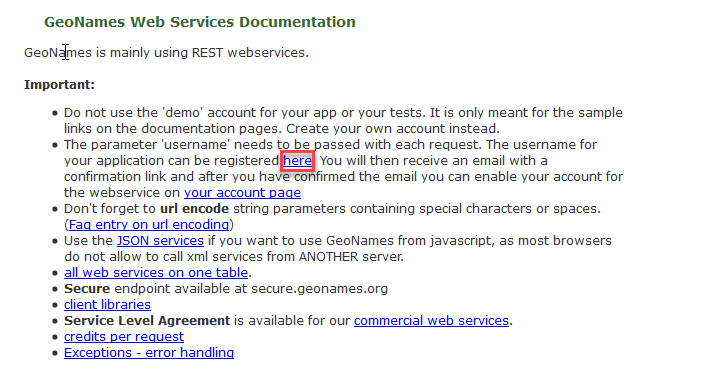 GeoNames Web Services Documentation
GeoNames is mainly using REST webservices.
Important:
• Do not use the 'demo' account for your app or your tests. It is only meant for the sample
links on the documentation pages. Create your own account instead.
• The parameter 'username' needs to be passed with each request. The username for
your application can be registered here. You will then receive an email with a
confirmation link and after you have confirmed the email you can enable your account for
the webservice on your account page
• Don't forget to url encode string parameters containing special characters or spaces.
(Faq entry on url encoding)
• Use the JSON services if you want to use GeoNames from javascript, as most browsers
do not allow to call xml services from ANOTHER server.
• all web services on one table.
• Secure endpoint available at secure.geonames.org
• client libraries
• Service Level Agreement is available for our commercial web services.
• credits per request
• Exceptions - error handling